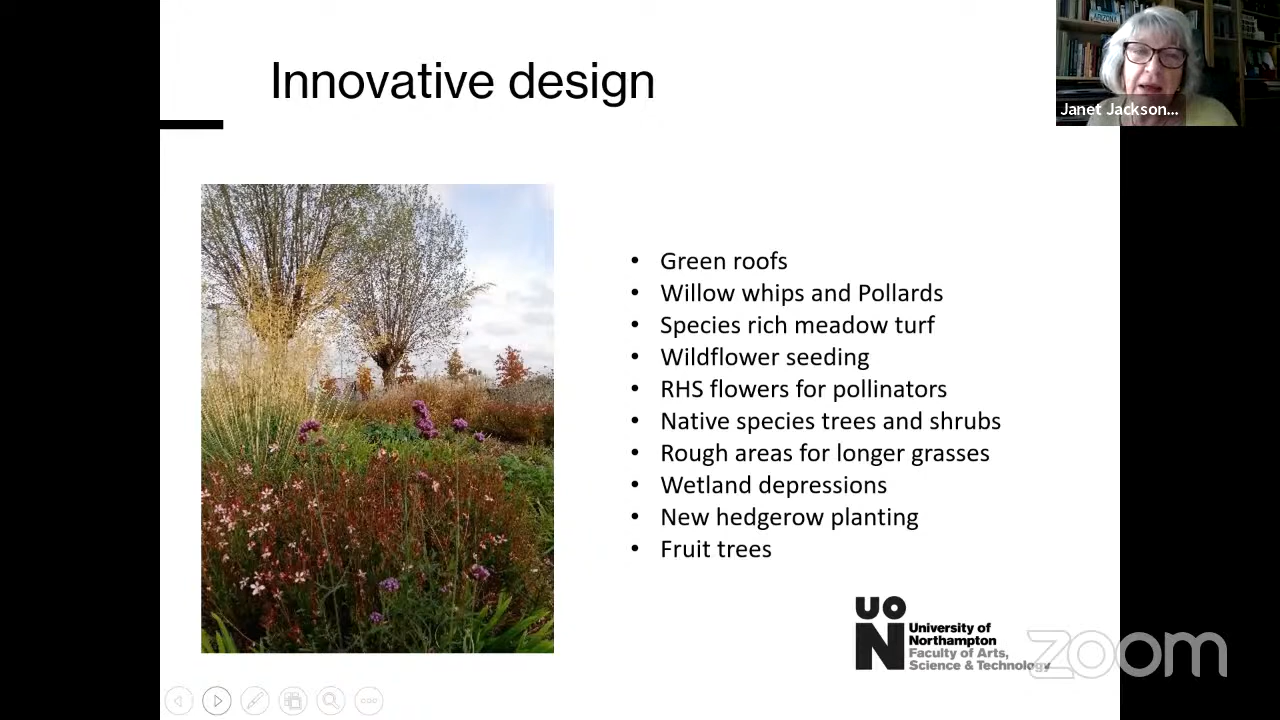 Innovative design
ARIZONA
Janet Jackson...
• Green roofs
• Willow whips and Pollards
• Species rich meadow turf
• Wildflower seeding
• RHS flowers for pollinators
• Native species trees and shrubs
• Rough areas for longer grasses
• Wetland depressions
• New hedgerow planting
• Fruit trees
UON
University of
Northampton
Faculty of Arts,
Science & Technology
zoom